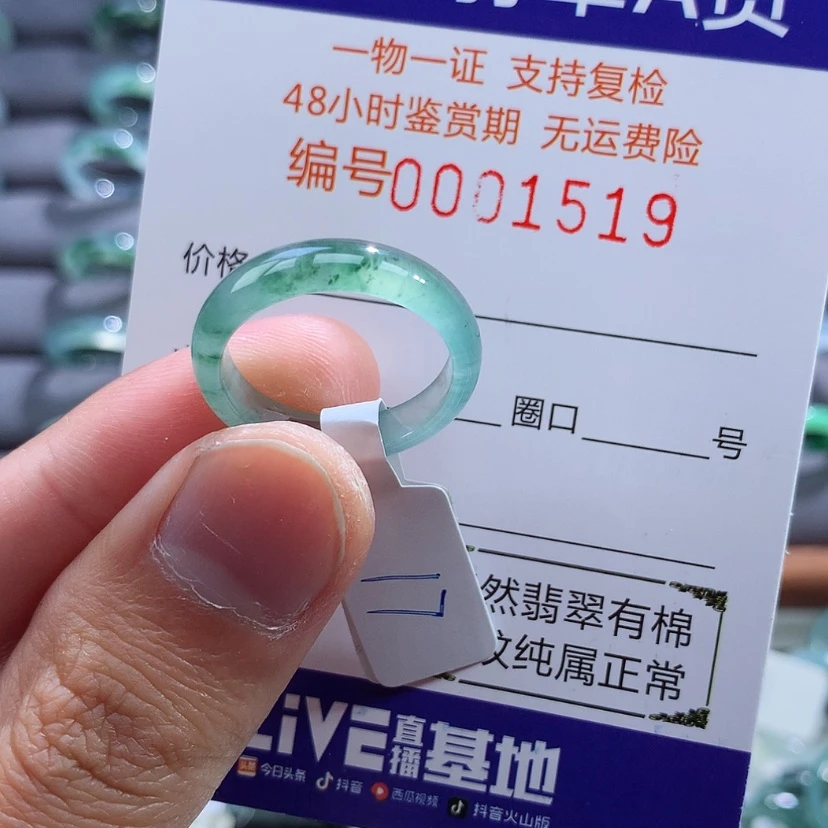 一物一证 支持复检
48小时鉴赏期 无运费险
编号0001519
价格
圈口 号
然翡翠有棉
纹纯属正常
LiVE直播基地
今日头条 抖音 西瓜视频 抖音火山版